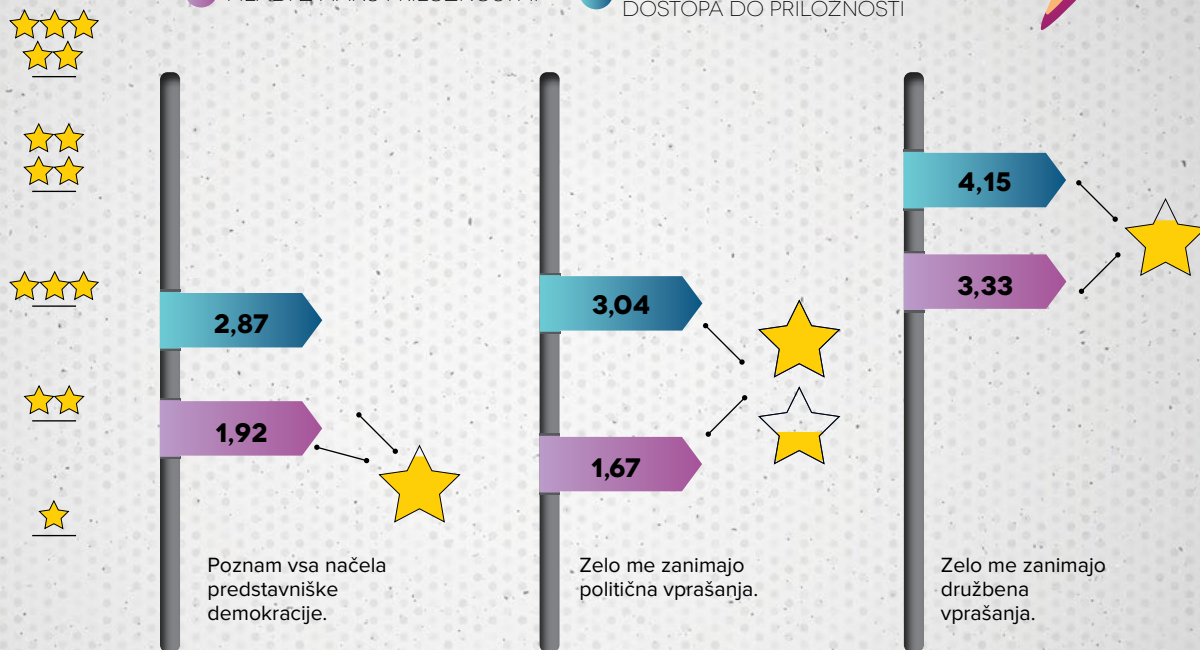 DOSTOPA DO PRILOŽNOSTI
4,15
3,33
2,87
3,04
1,92
1,67
Poznam vsa načela
predstavniške
demokracije.
Zelo me zanimajo
politična vprašanja.
Zelo me zanimajo
družbena
vprašanja.